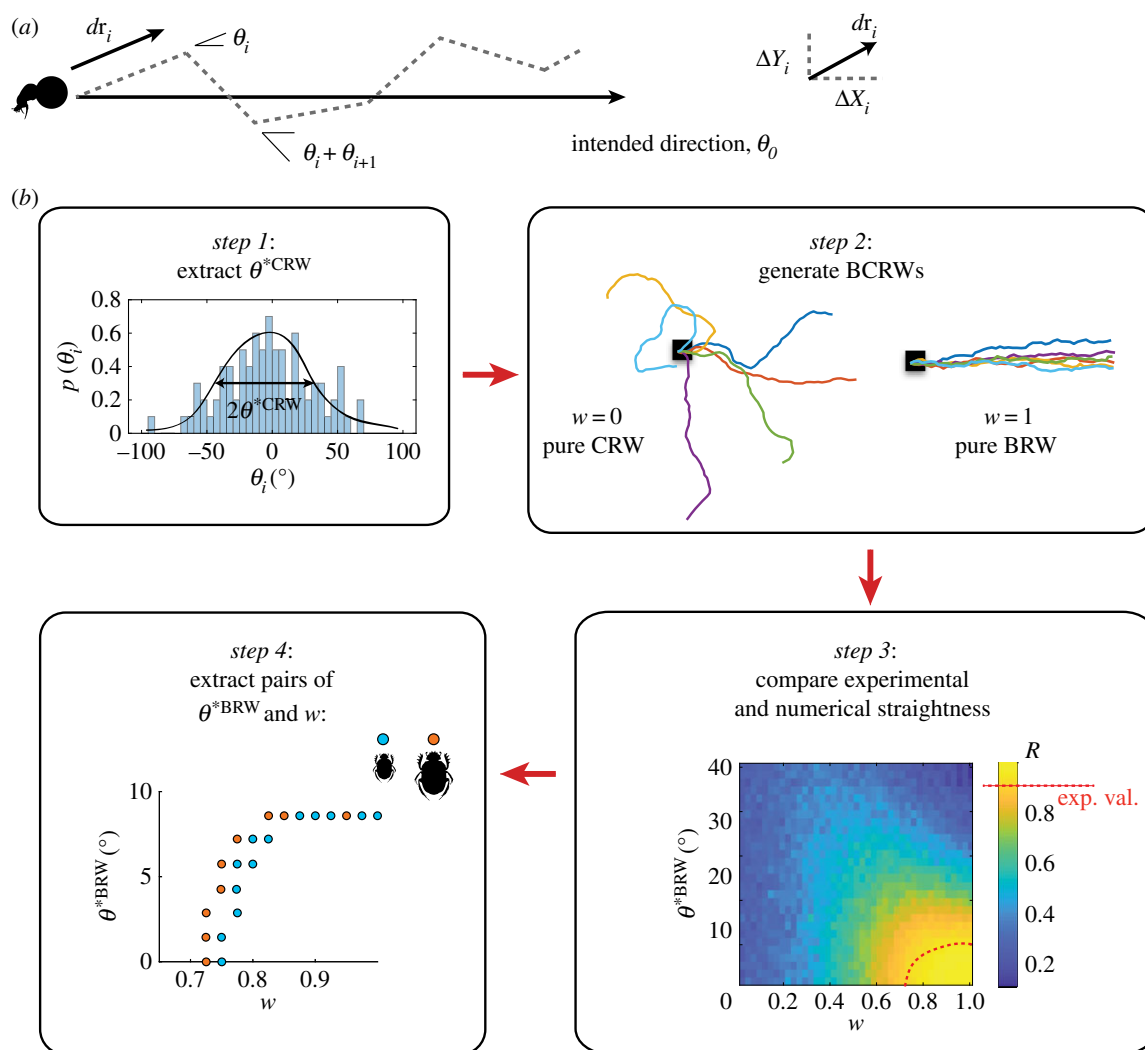 (a)
dr_i
θ_i
θ_i + θ_{i+1}
intended direction, θ_0
dr_i
ΔY_i
ΔX_i
(b)
step 1:
extract θ^{*CRW}
p (θ_i)
0.8
0.6
0.4
0.2
0
2θ^{*CRW}
−100
−50
0
50
100
θ_i (°)
step 2:
generate BCRWs
w = 0
pure CRW
w = 1
pure BRW
step 4:
extract pairs of
θ^{*BRW} and w:
θ^{*BRW} (°)
10
5
0
0.7
0.8
0.9
w
step 3:
compare experimental
and numerical straightness
θ^{*BRW} (°)
40
30
20
10
0
0.2
0.4
0.6
0.8
1.0
w
R
exp. val.
0.8
0.6
0.4
0.2